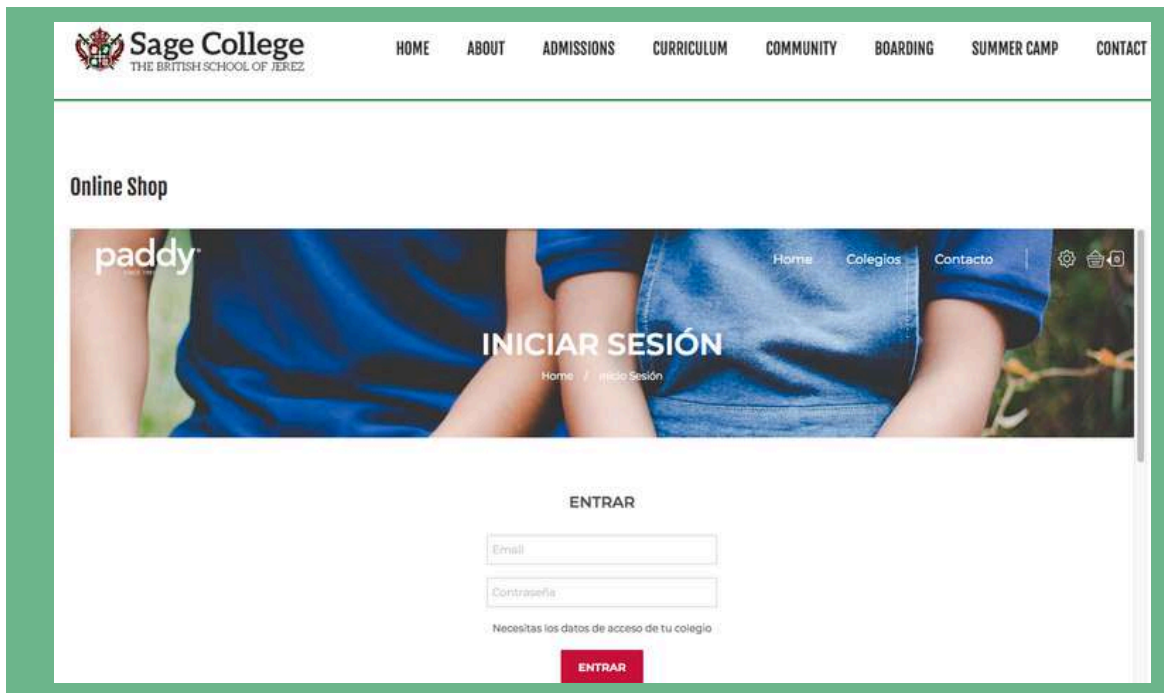 Sage College
THE BRITISH SCHOOL OF JEREZ
HOME ABOUT ADMISSIONS CURRICULUM COMMUNITY BOARDING SUMMER CAMP CONTACT
Online Shop
paddy
Home Colegios Contacto
INICIAR SESIÓN
Home / Inicio Sesión
ENTRAR
Email
Contraseña
Necesitas los datos de acceso de tu colegio
ENTRAR